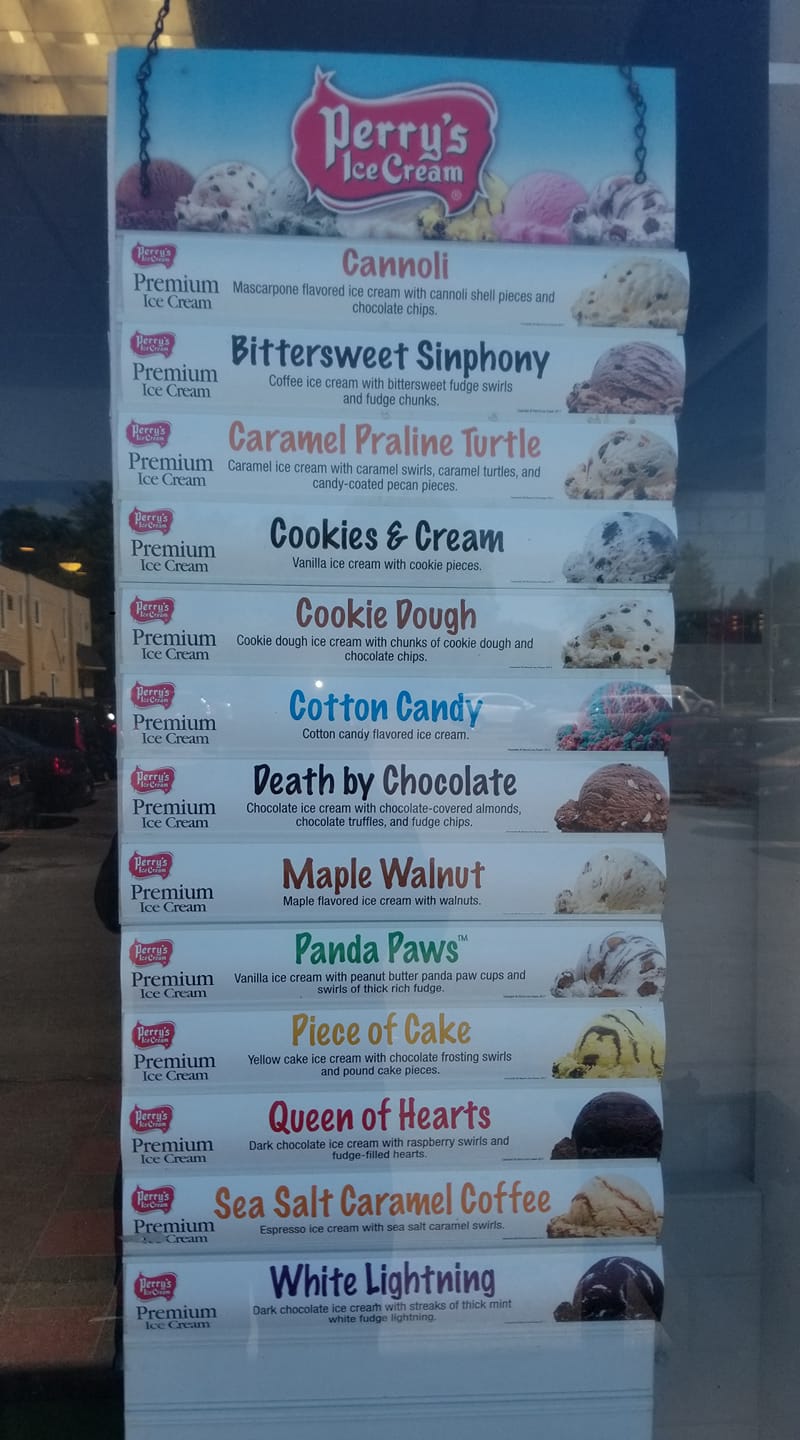 Perry's
Ice Cream
®
Perry's
Ice Cream
Premium
Ice Cream
Cannoli
Mascarpone flavored ice cream with cannoli shell pieces and
chocolate chips.
Perry's
Ice Cream
Premium
Ice Cream
Bittersweet Sinphony
Coffee ice cream with bittersweet fudge swirls
and fudge chunks.
Perry's
Ice Cream
Premium
Ice Cream
Caramel Praline Turtle
Caramel ice cream with caramel swirls, caramel turtles, and
candy-coated pecan pieces.
Perry's
Ice Cream
Premium
Ice Cream
Cookies & Cream
Vanilla ice cream with cookie pieces.
Perry's
Ice Cream
Premium
Ice Cream
Cookie Dough
Cookie dough ice cream with chunks of cookie dough and
chocolate chips.
Perry's
Ice Cream
Premium
Ice Cream
Cotton Candy
Cotton candy flavored ice cream.
Perry's
Ice Cream
Premium
Ice Cream
Death by Chocolate
Chocolate ice cream with chocolate-covered almonds,
chocolate truffles, and fudge chips.
Perry's
Ice Cream
Premium
Ice Cream
Maple Walnut
Maple flavored ice cream with walnuts.
Perry's
Ice Cream
Premium
Ice Cream
Panda Paws™
Vanilla ice cream with peanut butter panda paw cups and
swirls of thick rich fudge.
Perry's
Ice Cream
Premium
Ice Cream
Piece of Cake
Yellow cake ice cream with chocolate frosting swirls
and pound cake pieces.
Perry's
Ice Cream
Premium
Ice Cream
Queen of Hearts
Dark chocolate ice cream with raspberry swirls and
fudge-filled hearts.
Perry's
Ice Cream
Premium
Ice Cream
Sea Salt Caramel Coffee
Espresso ice cream with sea salt caramel swirls.
Perry's
Ice Cream
Premium
Ice Cream
White Lightning
Dark chocolate ice cream with streaks of thick mint
white fudge lightning.